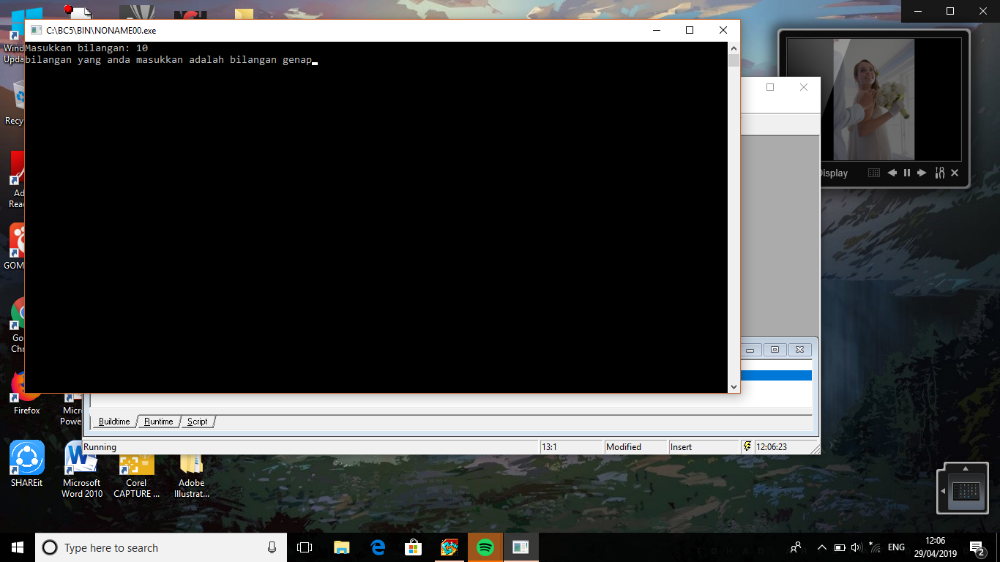 C:\BC5\BIN\NONAME00.exe
Masukkan bilangan: 10
bilangan yang anda masukkan adalah bilangan genap
Wind
Upda
Recy
Ad
Read
GOM
Go
Chr
Firefox
Micr
Powe
SHAREit
Microsoft
Word 2010
Corel
CAPTURE ...
Adobe
Illustrat...
Display
Buildtime
Runtime
Script
Running
13:1
Modified
Insert
12:06:23
Type here to search
ENG
12:06
29/04/2019
2